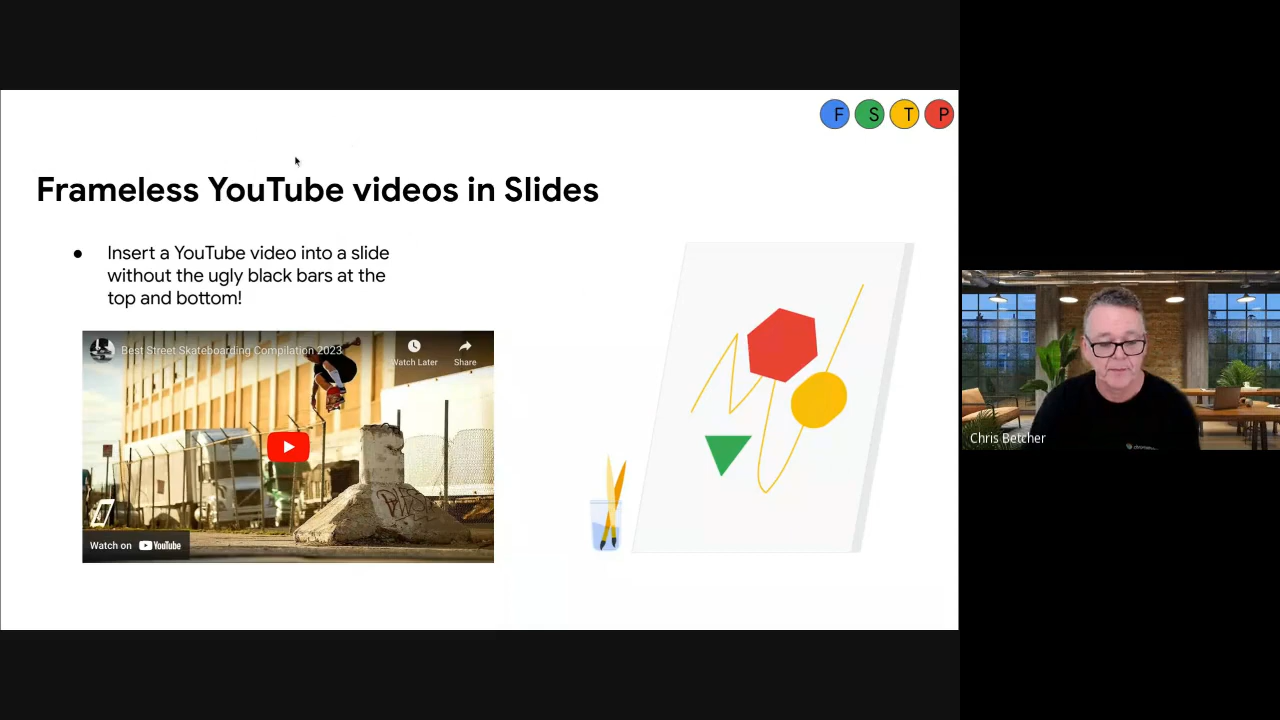 F S T P
Frameless YouTube videos in Slides
● Insert a YouTube video into a slide
without the ugly black bars at the
top and bottom!
Best Street Skateboarding Compilation 2023
Watch Later
Share
Watch on YouTube
Chris Betcher